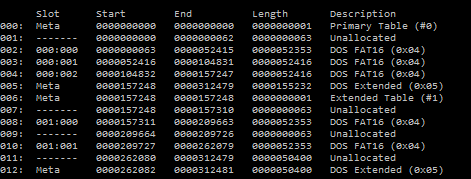 Slot Start End Length Description
000: Meta 0000000000 0000000000 0000000001 Primary Table (#0)
001: ------- 0000000000 0000000062 0000000063 Unallocated
002: 000:000 0000000063 0000052415 0000052353 DOS FAT16 (0x04)
003: 000:001 0000052416 0000104831 0000052416 DOS FAT16 (0x04)
004: 000:002 0000104832 0000157247 0000052416 DOS FAT16 (0x04)
005: Meta 0000157248 0000312479 0000155232 DOS Extended (0x05)
006: Meta 0000157248 0000157248 0000000001 Extended Table (#1)
007: ------- 0000157248 0000157310 0000000063 Unallocated
008: 001:000 0000157311 0000209663 0000052353 DOS FAT16 (0x04)
009: ------- 0000209664 0000209726 0000000063 Unallocated
010: 001:001 0000209727 0000262079 0000052353 DOS FAT16 (0x04)
011: ------- 0000262080 0000312479 0000050400 Unallocated
012: Meta 0000262082 0000312481 0000050400 DOS Extended (0x05)